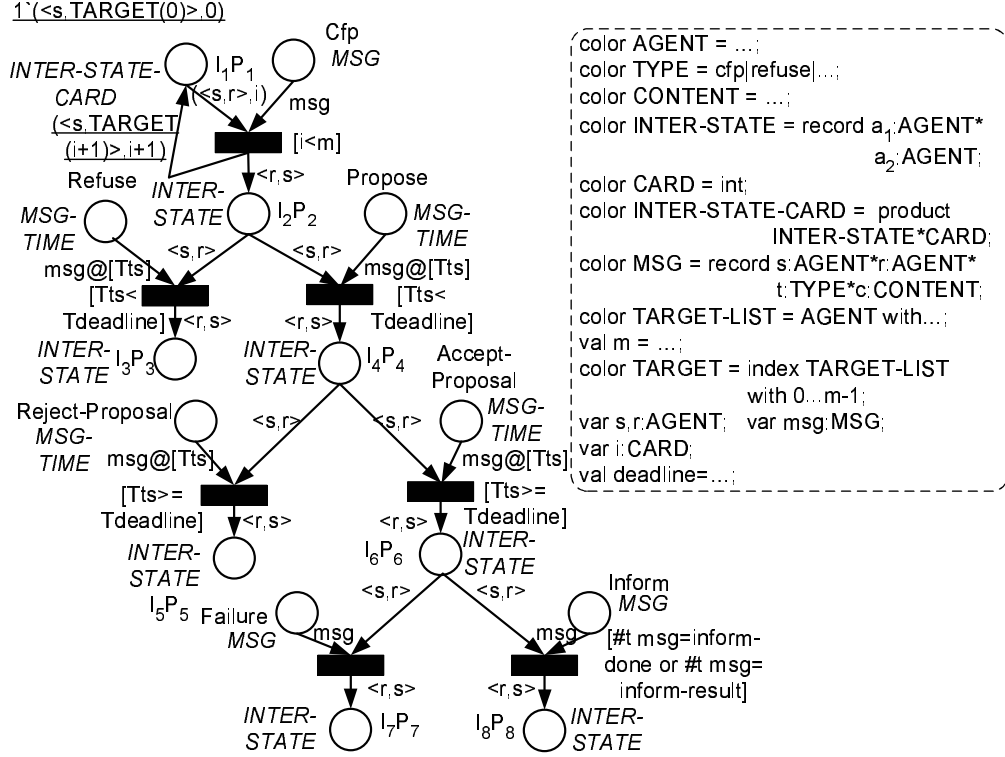 1`(<s,TARGET(0)>,0)
Cfp
MSG
INTER-STATE-
CARD
I1P1
(<s,r>,i)
msg
(<s,TARGET
(i+1)>,i+1)
[i<m]
<r,s>
Refuse
MSG-
TIME
INTER-
STATE
I2P2
Propose
MSG-
TIME
<s,r>
<s,r>
msg@[Tts]
[Tts<
Tdeadline]
msg@[Tts]
[Tts<
Tdeadline]
<r,s>
<r,s>
INTER-
STATE
I3P3
INTER-
STATE
I4P4
Accept-
Proposal
MSG-
TIME
Reject-Proposal
MSG-
TIME
<s,r>
<s,r>
msg@[Tts]
msg@[Tts]
[Tts>=
Tdeadline]
[Tts>=
Tdeadline]
<r,s>
<r,s>
INTER-
STATE
I5P5
I6P6
INTER-
STATE
<s,r>
<s,r>
Failure
MSG
msg
Inform
MSG
msg
[#t msg=inform-
done or #t msg=
inform-result]
<r,s>
<r,s>
INTER-
STATE
I7P7
I8P8
INTER-
STATE
color AGENT = ...;
color TYPE = cfp|refuse|...;
color CONTENT = ...;
color INTER-STATE = record a1:AGENT*
a2:AGENT;
color CARD = int;
color INTER-STATE-CARD = product
INTER-STATE*CARD;
color MSG = record s:AGENT*r:AGENT*
t:TYPE*c:CONTENT;
color TARGET-LIST = AGENT with...;
val m = ...;
color TARGET = index TARGET-LIST
with 0...m-1;
var s,r:AGENT; var msg:MSG;
var i:CARD;
val deadline=...;